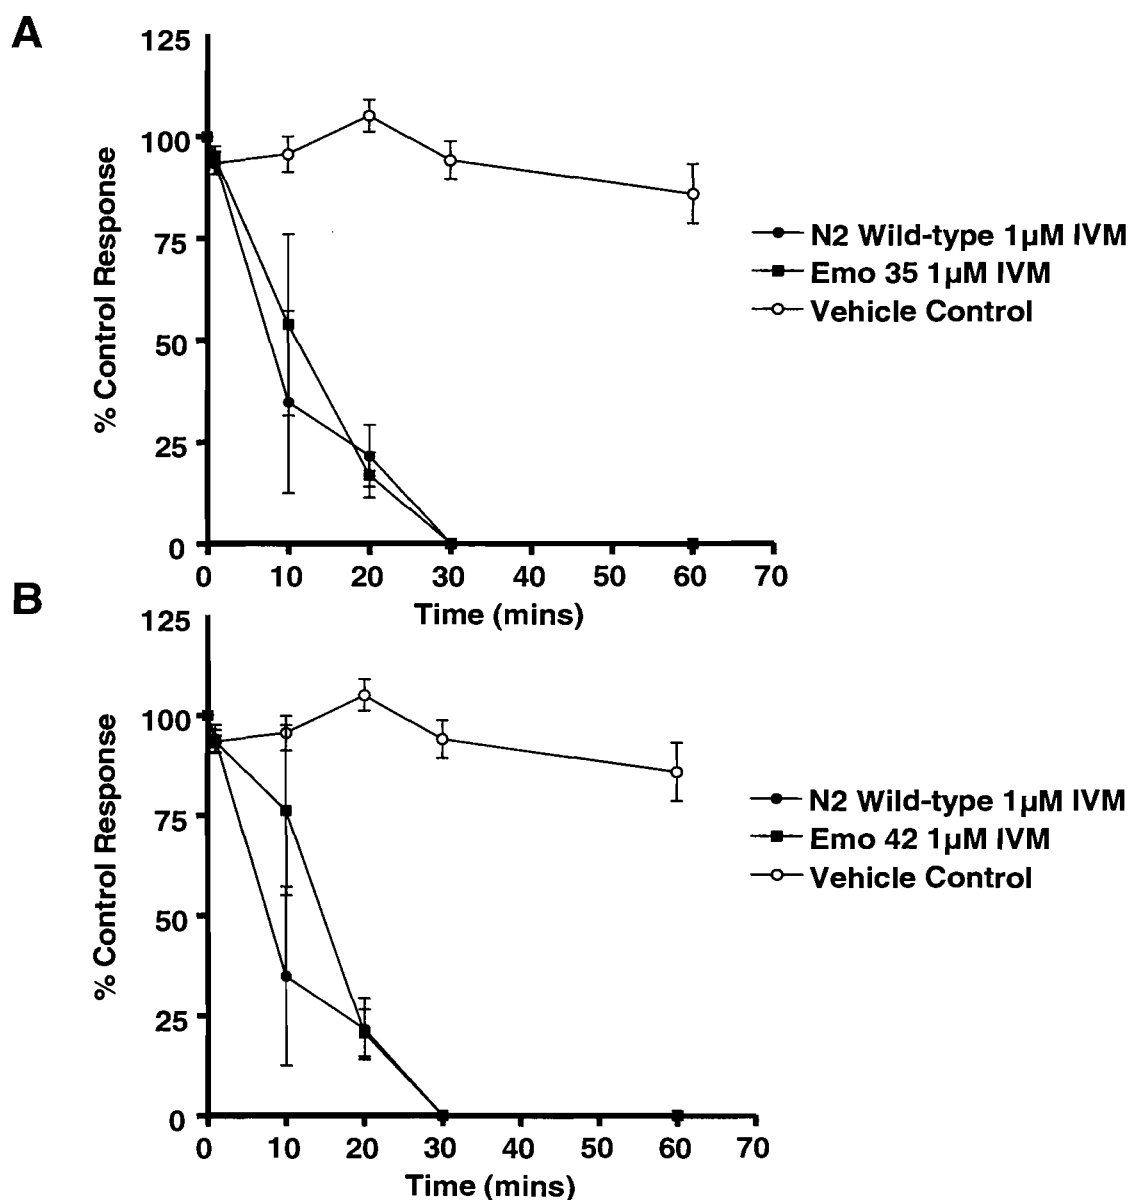 A
125
100
75
50
25
0
% Control Response
0 10 20 30 40 50 60 70
Time (mins)
N2 Wild-type 1µM IVM
Emo 35 1µM IVM
Vehicle Control
B
125
100
75
50
25
0
% Control Response
0 10 20 30 40 50 60 70
Time (mins)
N2 Wild-type 1µM IVM
Emo 42 1µM IVM
Vehicle Control